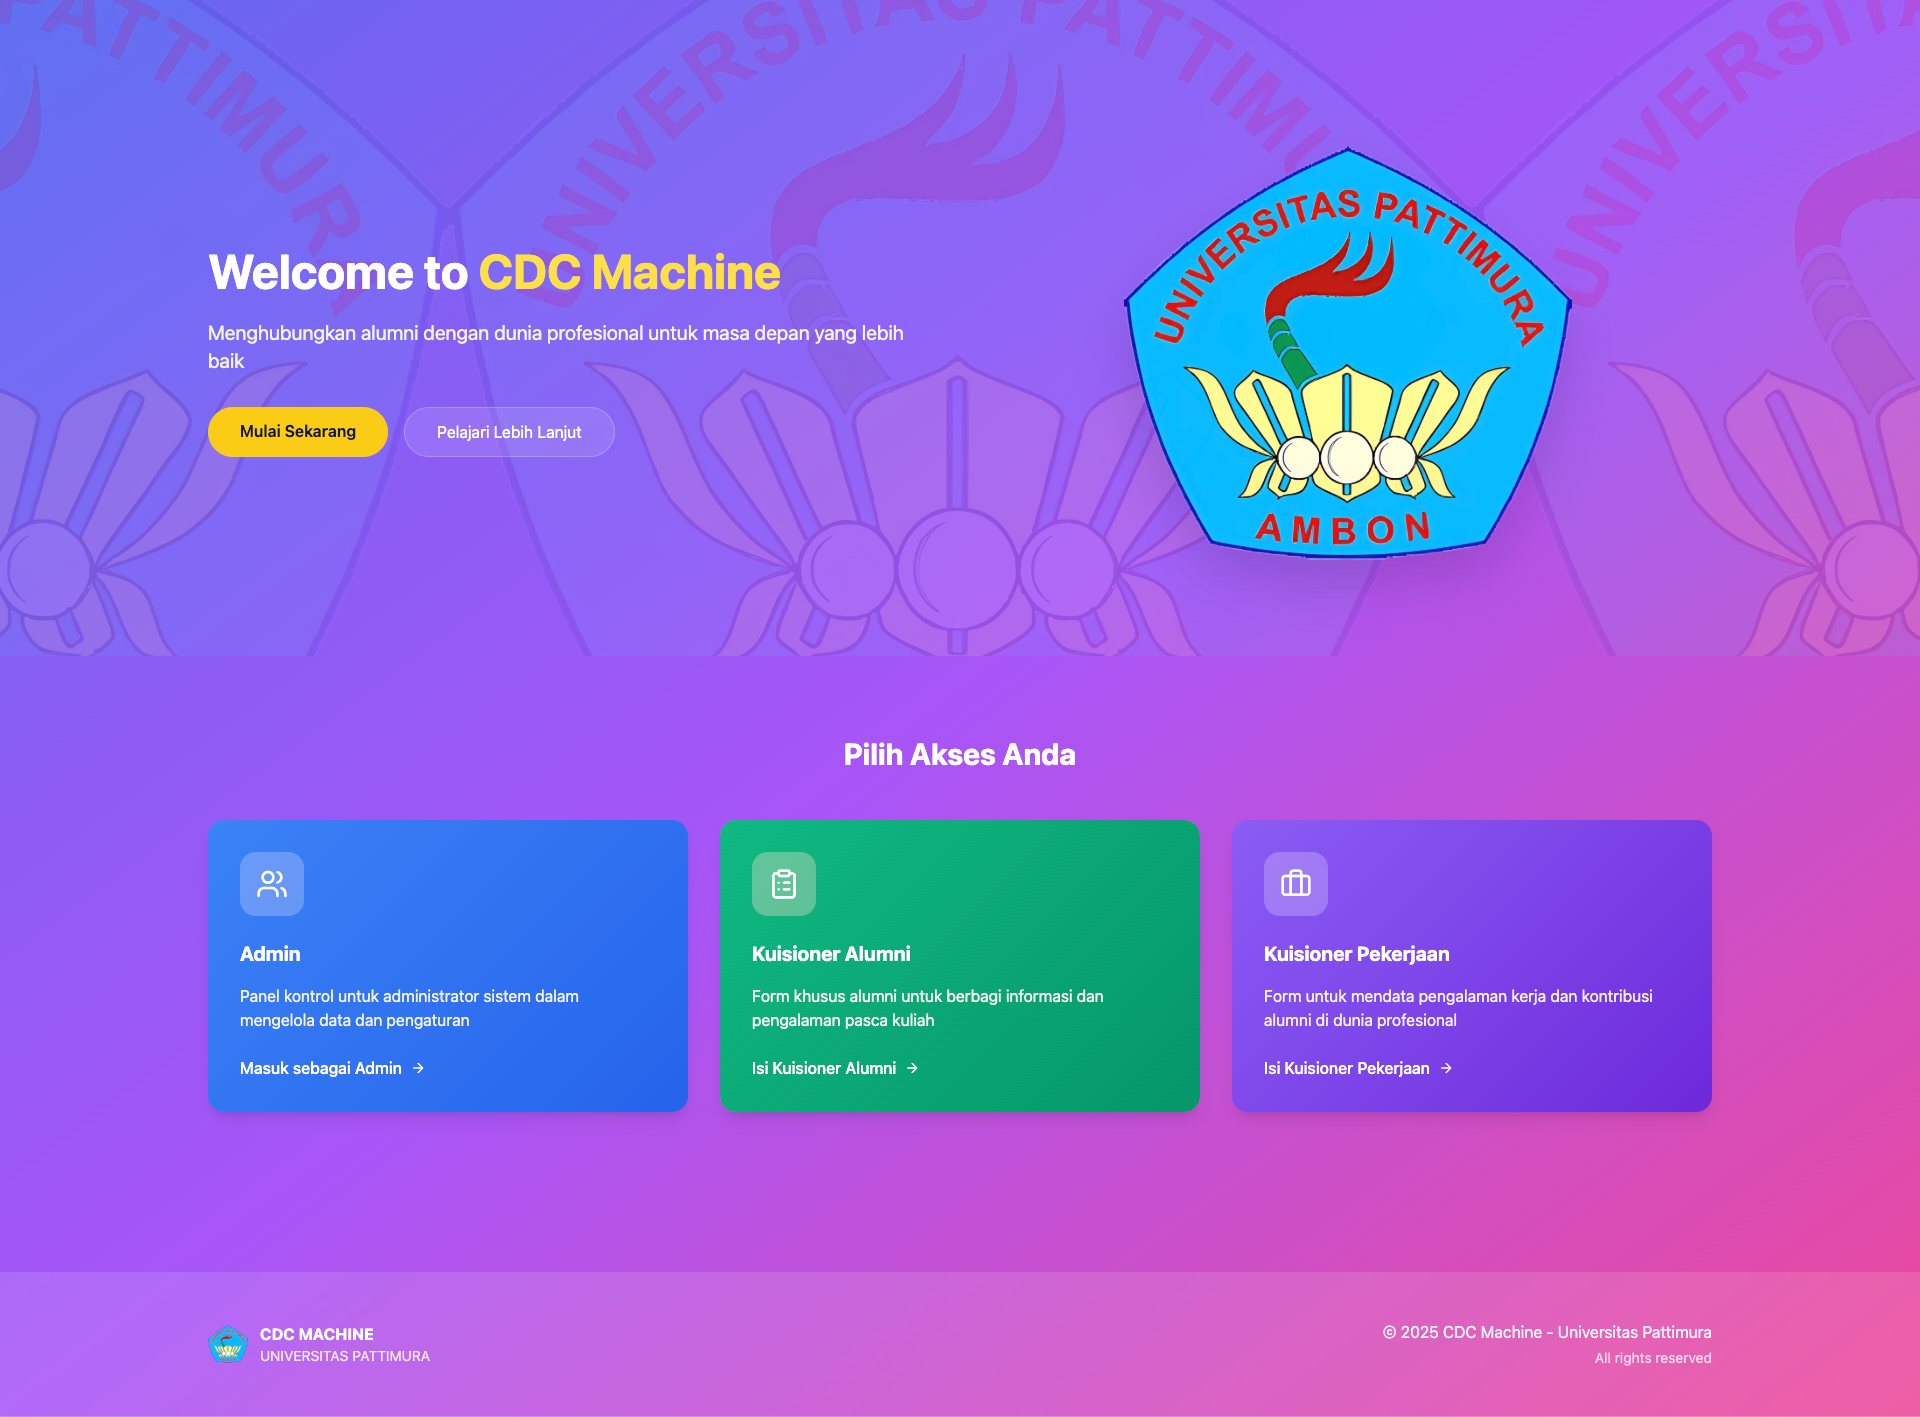 PATTIMURA
UNIVERSITAS PATTIMU
UNIVERSIT
UNIVERSITAS PATTIMURA
AMBON
Welcome to CDC Machine
Menghubungkan alumni dengan dunia profesional untuk masa depan yang lebih
baik
Mulai Sekarang
Pelajari Lebih Lanjut
Pilih Akses Anda
Admin
Panel kontrol untuk administrator sistem dalam
mengelola data dan pengaturan
Masuk sebagai Admin
Kuisioner Alumni
Form khusus alumni untuk berbagi informasi dan
pengalaman pasca kuliah
Isi Kuisioner Alumni
Kuisioner Pekerjaan
Form untuk mendata pengalaman kerja dan kontribusi
alumni di dunia profesional
Isi Kuisioner Pekerjaan
CDC MACHINE
UNIVERSITAS PATTIMURA
© 2025 CDC Machine - Universitas Pattimura
All rights reserved